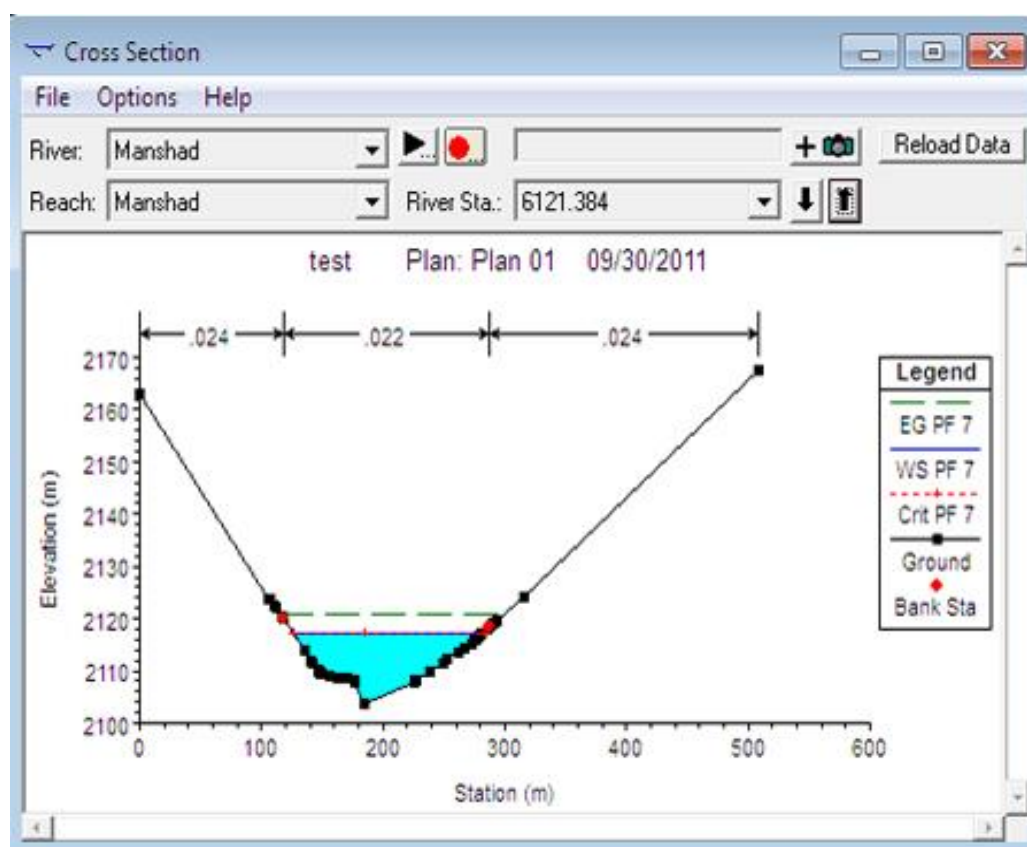 Cross Section
File Options Help
River: Manshad Reload Data
Reach: Manshad River Sta.: 6121.384
test Plan: Plan 01 09/30/2011
.024 .022 .024
2170
2160
2150
2140
2130
2120
2110
2100
Elevation (m)
0 100 200 300 400 500 600
Station (m)
Legend
EG PF 7
WS PF 7
Crit PF 7
Ground
Bank Sta